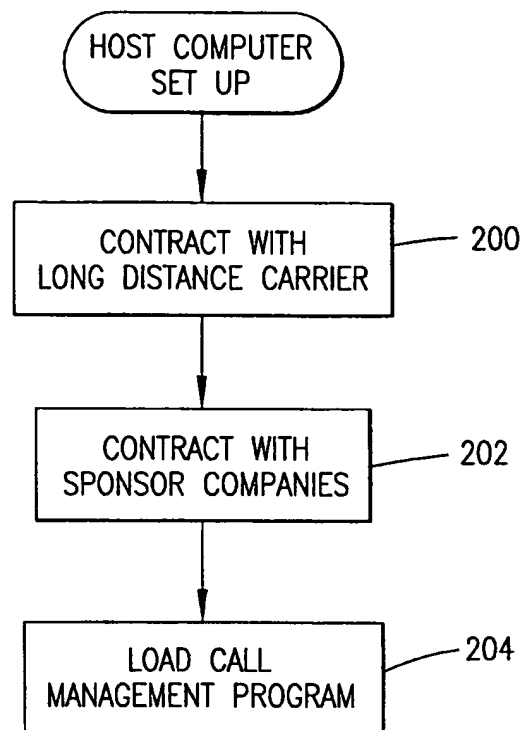 HOST COMPUTER
SET UP
CONTRACT WITH
LONG DISTANCE CARRIER
200
CONTRACT WITH
SPONSOR COMPANIES
202
LOAD CALL
MANAGEMENT PROGRAM
204